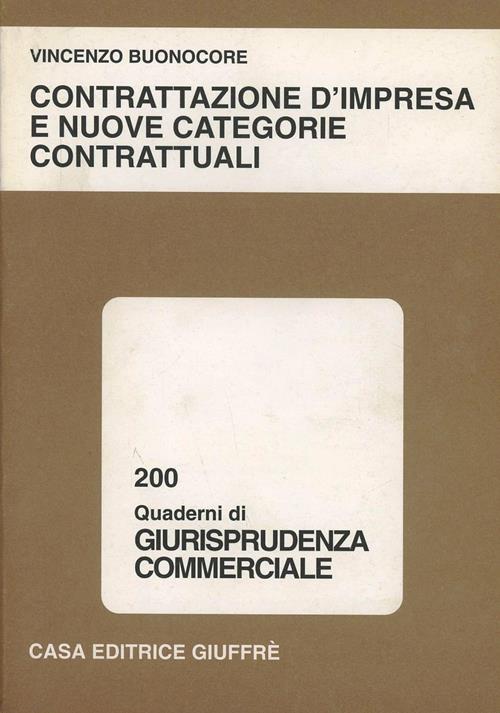 VINCENZO BUONOCORE
CONTRATTAZIONE D'IMPRESA
E NUOVE CATEGORIE
CONTRATTUALI
200
Quaderni di
GIURISPRUDENZA
COMMERCIALE
CASA EDITRICE GIUFFRÈ